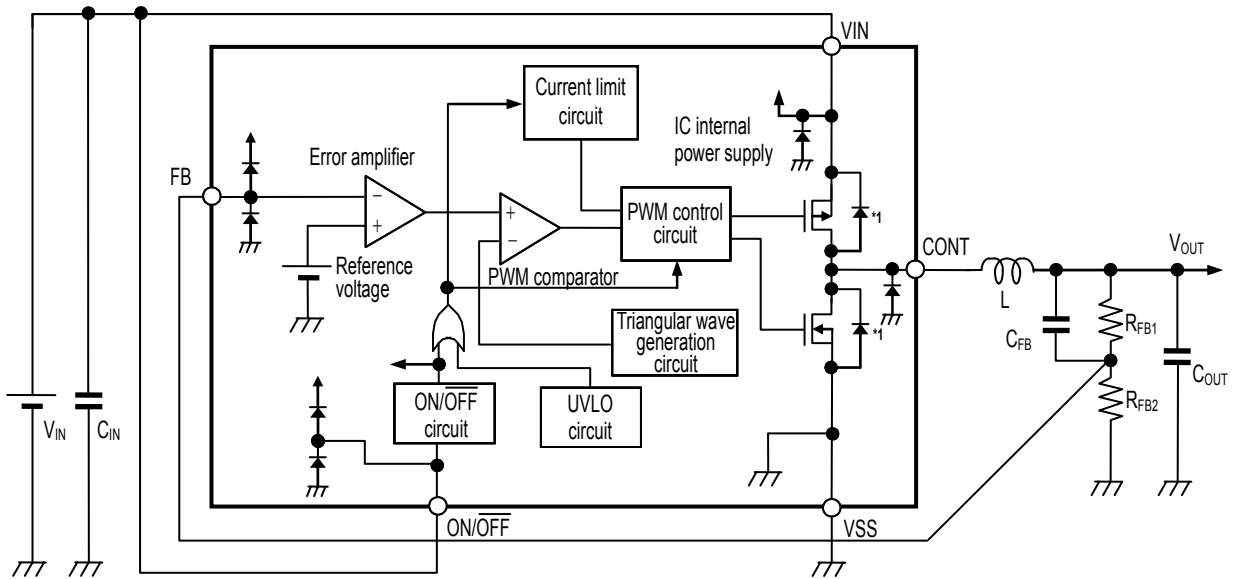 VIN
Current limit
circuit
IC internal
power supply
Error amplifier
FB
−
+
+
−
PWM control
circuit
*1
CONT
VOUT
Reference
voltage
PWM comparator
L
RFB1
CFB
Triangular wave
generation
circuit
*1
COUT
ON/OFF
circuit
UVLO
circuit
RFB2
VIN
CIN
ON/OFF
VSS